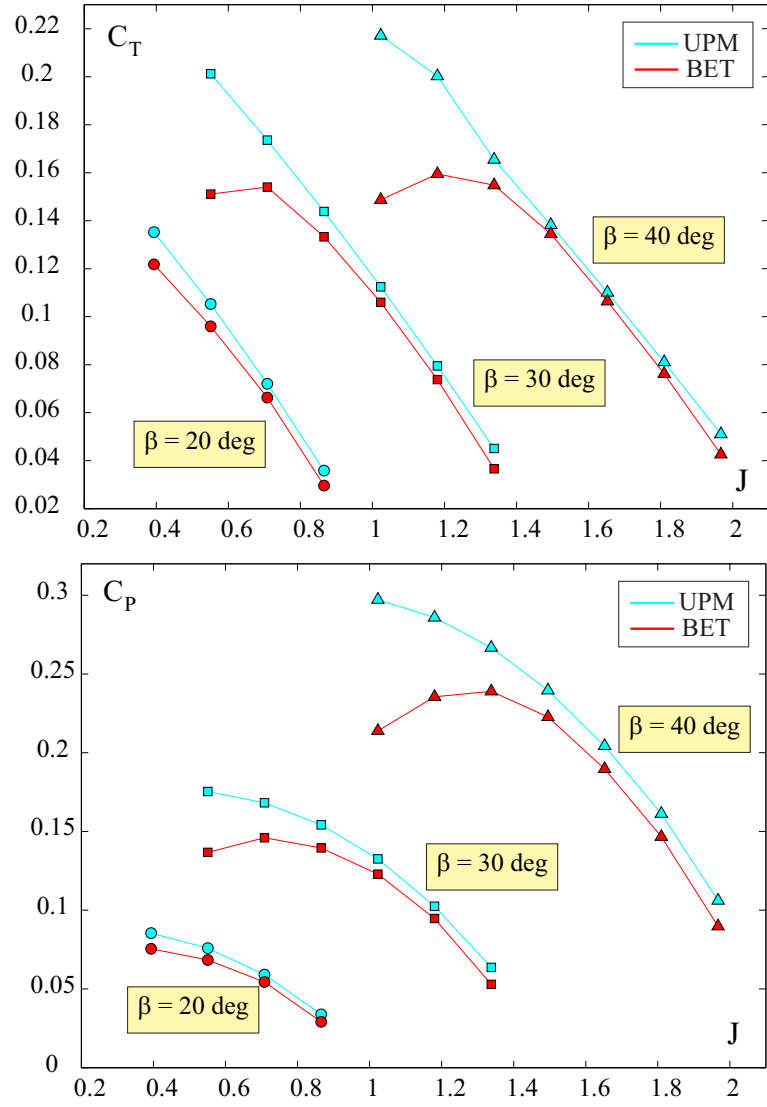 0.22
0.2
0.18
0.16
0.14
0.12
0.1
0.08
0.06
0.04
0.02
C_T
UPM
BET
β = 40 deg
β = 30 deg
β = 20 deg
J
0.2 0.4 0.6 0.8 1 1.2 1.4 1.6 1.8 2
0.3
0.25
0.2
0.15
0.1
0.05
0
C_P
UPM
BET
β = 40 deg
β = 30 deg
β = 20 deg
J
0.2 0.4 0.6 0.8 1 1.2 1.4 1.6 1.8 2